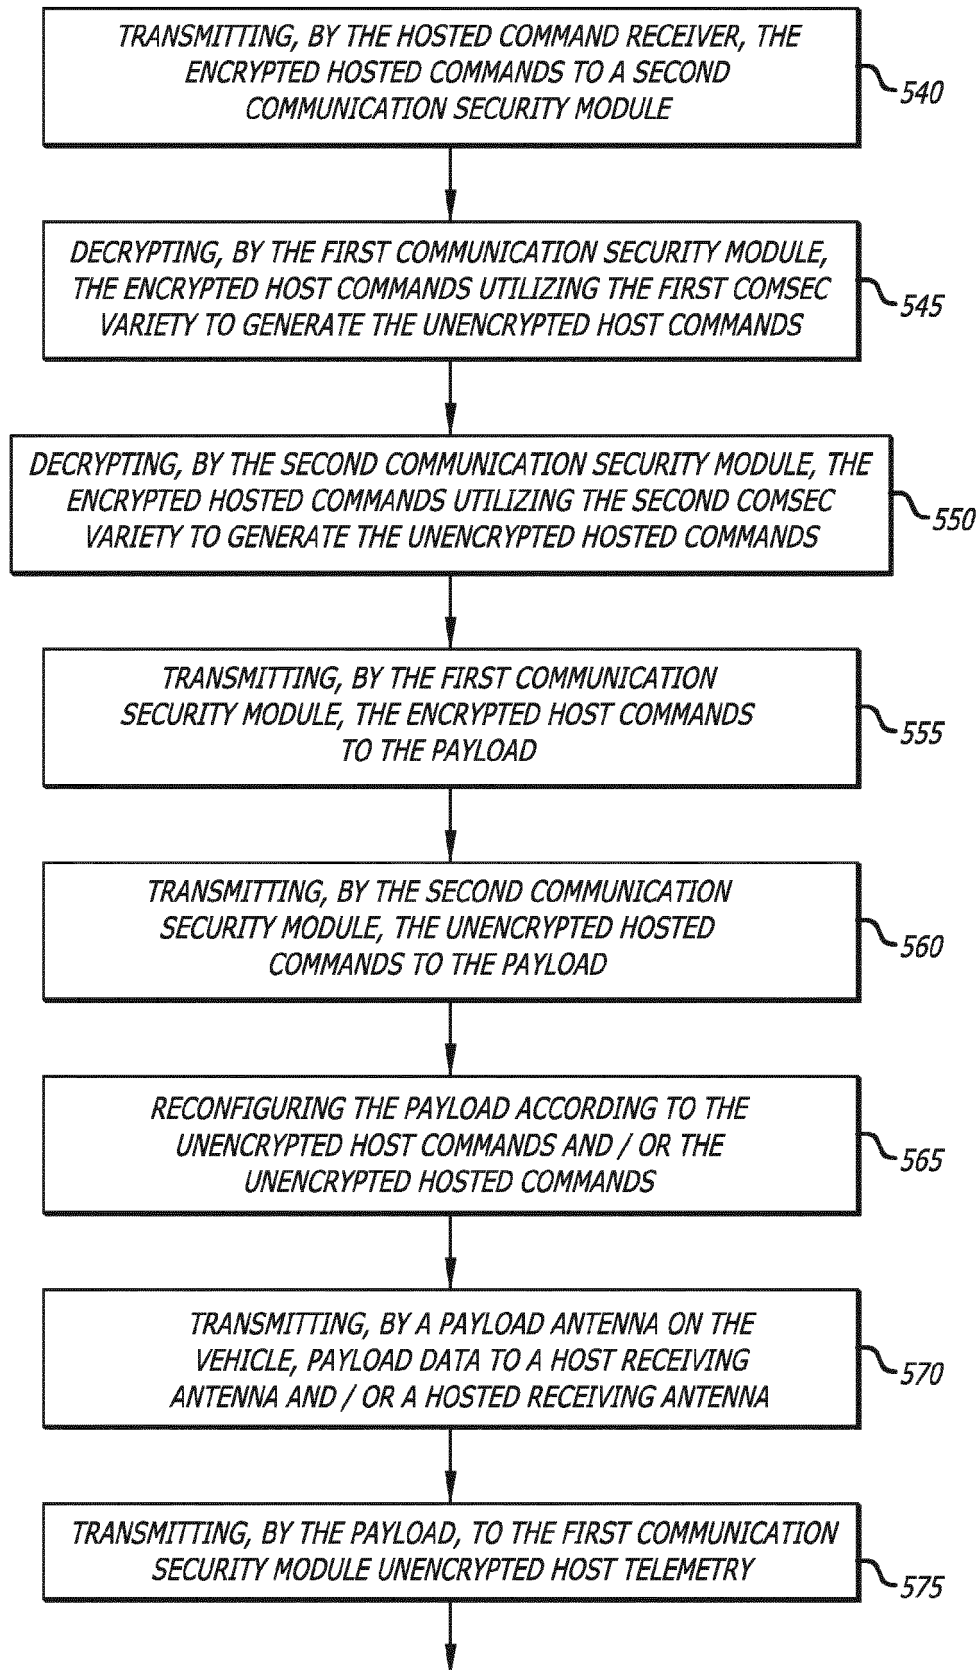 TRANSMITTING, BY THE HOSTED COMMAND RECEIVER, THE
ENCRYPTED HOSTED COMMANDS TO A SECOND
COMMUNICATION SECURITY MODULE
540
DECRYPTING, BY THE FIRST COMMUNICATION SECURITY MODULE,
THE ENCRYPTED HOST COMMANDS UTILIZING THE FIRST COMSEC
VARIETY TO GENERATE THE UNENCRYPTED HOST COMMANDS
545
DECRYPTING, BY THE SECOND COMMUNICATION SECURITY MODULE, THE
ENCRYPTED HOSTED COMMANDS UTILIZING THE SECOND COMSEC
VARIETY TO GENERATE THE UNENCRYPTED HOSTED COMMANDS
550
TRANSMITTING, BY THE FIRST COMMUNICATION
SECURITY MODULE, THE ENCRYPTED HOST COMMANDS
TO THE PAYLOAD
555
TRANSMITTING, BY THE SECOND COMMUNICATION
SECURITY MODULE, THE UNENCRYPTED HOSTED
COMMANDS TO THE PAYLOAD
560
RECONFIGURING THE PAYLOAD ACCORDING TO THE
UNENCRYPTED HOST COMMANDS AND / OR THE
UNENCRYPTED HOSTED COMMANDS
565
TRANSMITTING, BY A PAYLOAD ANTENNA ON THE
VEHICLE, PAYLOAD DATA TO A HOST RECEIVING
ANTENNA AND / OR A HOSTED RECEIVING ANTENNA
570
TRANSMITTING, BY THE PAYLOAD, TO THE FIRST COMMUNICATION
SECURITY MODULE UNENCRYPTED HOST TELEMETRY
575